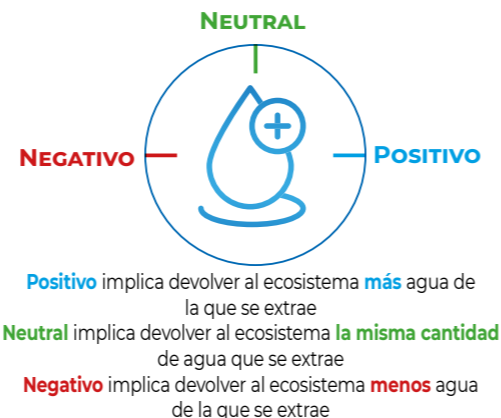 NEUTRAL
NEGATIVO
POSITIVO
Positivo implica devolver al ecosistema más agua de
la que se extrae
Neutral implica devolver al ecosistema la misma cantidad
de agua que se extrae
Negativo implica devolver al ecosistema menos agua
de la que se extrae